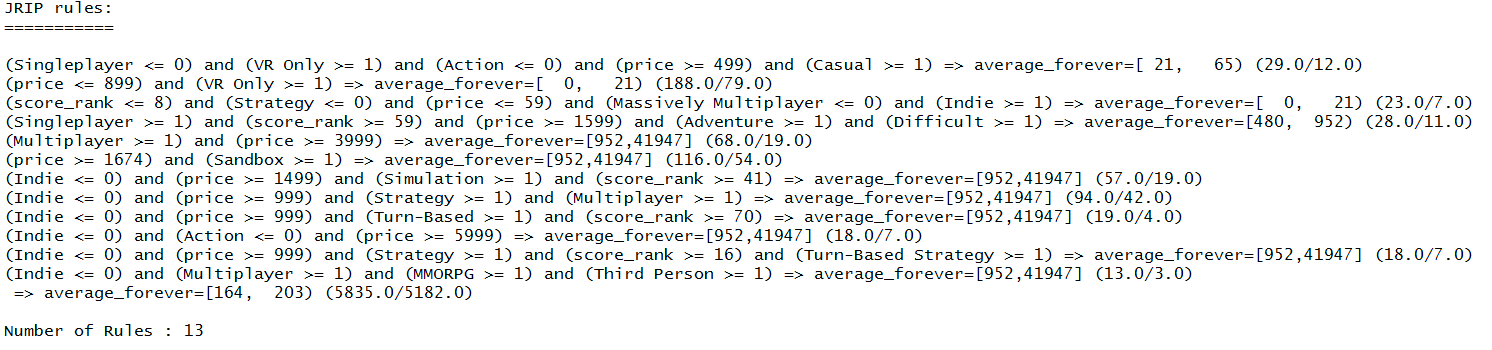 JRIP rules:
===========
(Singleplayer <= 0) and (VR Only >= 1) and (Action <= 0) and (price >= 499) and (Casual >= 1) => average_forever=[ 21,   65) (29.0/12.0)
(price <= 899) and (VR Only >= 1) => average_forever=[  0,   21) (188.0/79.0)
(score_rank <= 8) and (Strategy <= 0) and (price <= 59) and (Massively Multiplayer <= 0) and (Indie >= 1) => average_forever=[  0,   21) (23.0/7.0)
(Singleplayer >= 1) and (score_rank >= 59) and (price >= 1599) and (Adventure >= 1) and (Difficult >= 1) => average_forever=[480,  952) (28.0/11.0)
(Multiplayer >= 1) and (price >= 3999) => average_forever=[952,41947] (68.0/19.0)
(price >= 1674) and (Sandbox >= 1) => average_forever=[952,41947] (116.0/54.0)
(Indie <= 0) and (price >= 1499) and (Simulation >= 1) and (score_rank >= 41) => average_forever=[952,41947] (57.0/19.0)
(Indie <= 0) and (price >= 999) and (Strategy >= 1) and (Multiplayer >= 1) => average_forever=[952,41947] (94.0/42.0)
(Indie <= 0) and (price >= 999) and (Turn-Based >= 1) and (score_rank >= 70) => average_forever=[952,41947] (19.0/4.0)
(Indie <= 0) and (Action <= 0) and (price >= 5999) => average_forever=[952,41947] (18.0/7.0)
(Indie <= 0) and (price >= 999) and (Strategy >= 1) and (score_rank >= 16) and (Turn-Based Strategy >= 1) => average_forever=[952,41947] (18.0/7.0)
(Indie <= 0) and (Multiplayer >= 1) and (MMORPG >= 1) and (Third Person >= 1) => average_forever=[952,41947] (13.0/3.0)
 => average_forever=[164,  203) (5835.0/5182.0)
Number of Rules : 13